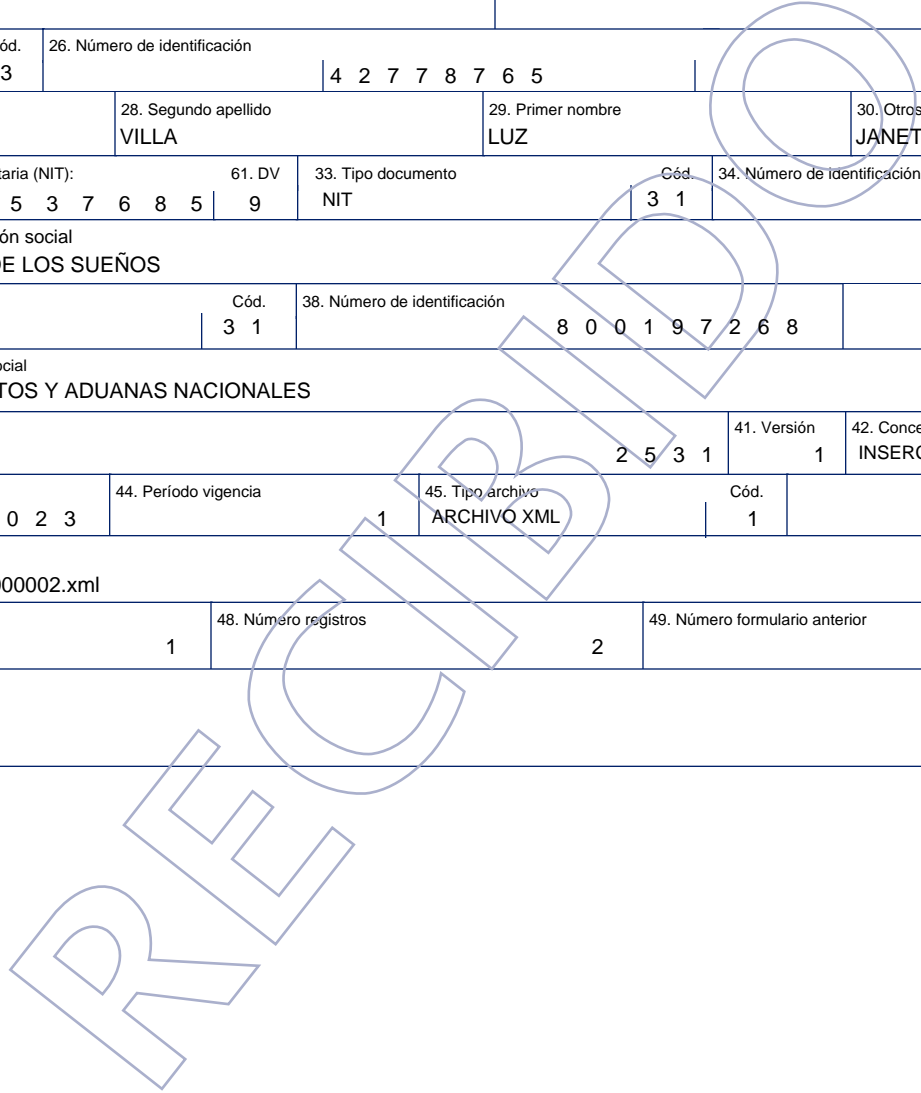 ód. 26. Número de identificación
3 4 2 7 7 8 7 6 5
28. Segundo apellido 29. Primer nombre 30. Otros
VILLA LUZ JANET
taria (NIT): 61. DV 33. Tipo documento Cód. 34. Número de identificación
5 3 7 6 8 5 9 NIT 3 1
ón social
DE LOS SUEÑOS
Cód. 38. Número de identificación
3 1 8 0 0 1 9 7 2 6 8
ocial
TOS Y ADUANAS NACIONALES
41. Versión 42. Conce
2 5 3 1 1 INSERC
44. Período vigencia 45. Tipo archivo Cód.
0 2 3 1 ARCHIVO XML 1
000002.xml
48. Número registros 49. Número formulario anterior
1 2
RECIBIDO